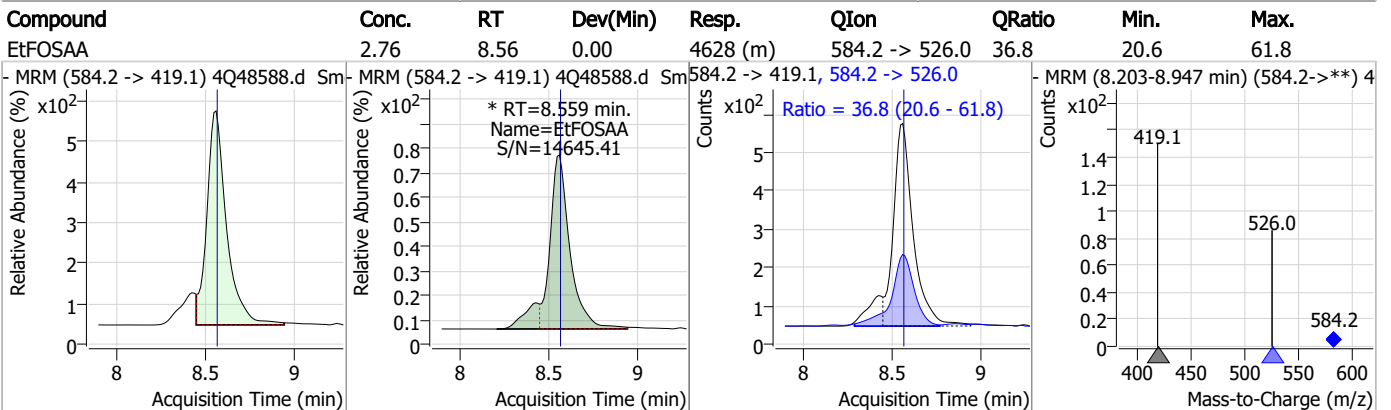 Compound Conc. RT Dev(Min) Resp. QIon QRatio Min. Max.
EtFOSAA 2.76 8.56 0.00 4628 (m) 584.2 -> 526.0 36.8 20.6 61.8
- MRM (584.2 -> 419.1) 4Q48588.d Sm
Relative Abundance (%)
x10²
5
4
3
2
1
0
8 8.5 9
Acquisition Time (min)
- MRM (584.2 -> 419.1) 4Q48588.d Sm
* RT=8.559 min.
Name=EtFOSAA
S/N=14645.41
Relative Abundance (%)
x10²
0.8
0.6
0.5
0.4
0.3
0.2
0.1
0
8 8.5 9
Acquisition Time (min)
584.2 -> 419.1, 584.2 -> 526.0
Ratio = 36.8 (20.6 - 61.8)
Counts
x10²
5
4
3
2
1
0
8 8.5 9
Acquisition Time (min)
- MRM (8.203-8.947 min) (584.2->**) 4
Counts
x10²
1.4
1.2
1
0.8
0.6
0.4
0.2
0
419.1
526.0
584.2
400 450 500 550 600
Mass-to-Charge (m/z)